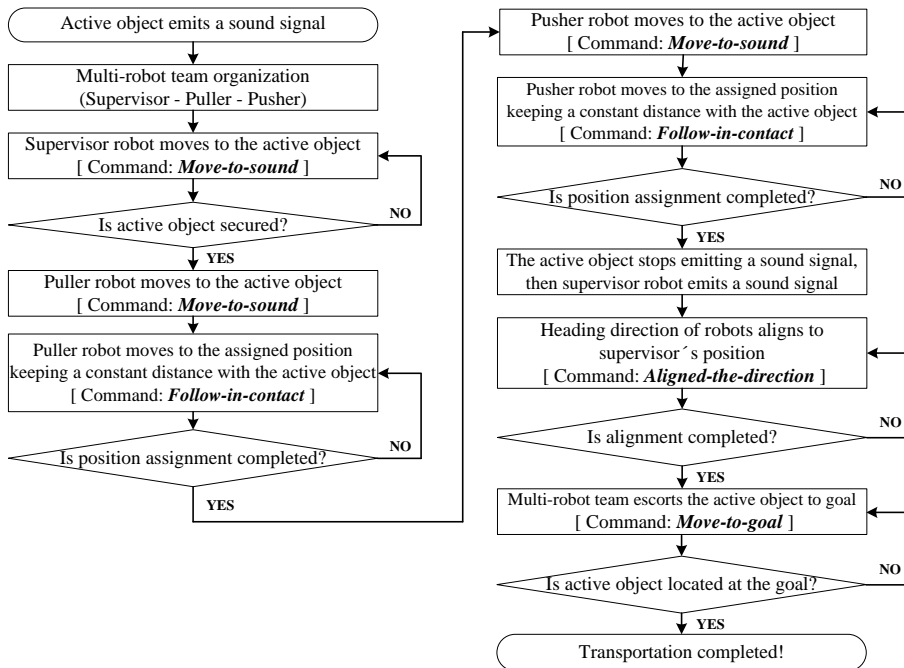 Active object emits a sound signal
Multi-robot team organization
(Supervisor - Puller - Pusher)
Supervisor robot moves to the active object
[ Command: Move-to-sound ]
Is active object secured?
NO
YES
Puller robot moves to the active object
[ Command: Move-to-sound ]
Puller robot moves to the assigned position
keeping a constant distance with the active object
[ Command: Follow-in-contact ]
Is position assignment completed?
NO
YES
Pusher robot moves to the active object
[ Command: Move-to-sound ]
Pusher robot moves to the assigned position
keeping a constant distance with the active object
[ Command: Follow-in-contact ]
Is position assignment completed?
NO
YES
The active object stops emitting a sound signal,
then supervisor robot emits a sound signal
Heading direction of robots aligns to
supervisor´s position
[ Command: Aligned-the-direction ]
Is alignment completed?
NO
YES
Multi-robot team escorts the active object to goal
[ Command: Move-to-goal ]
Is active object located at the goal?
NO
YES
Transportation completed!